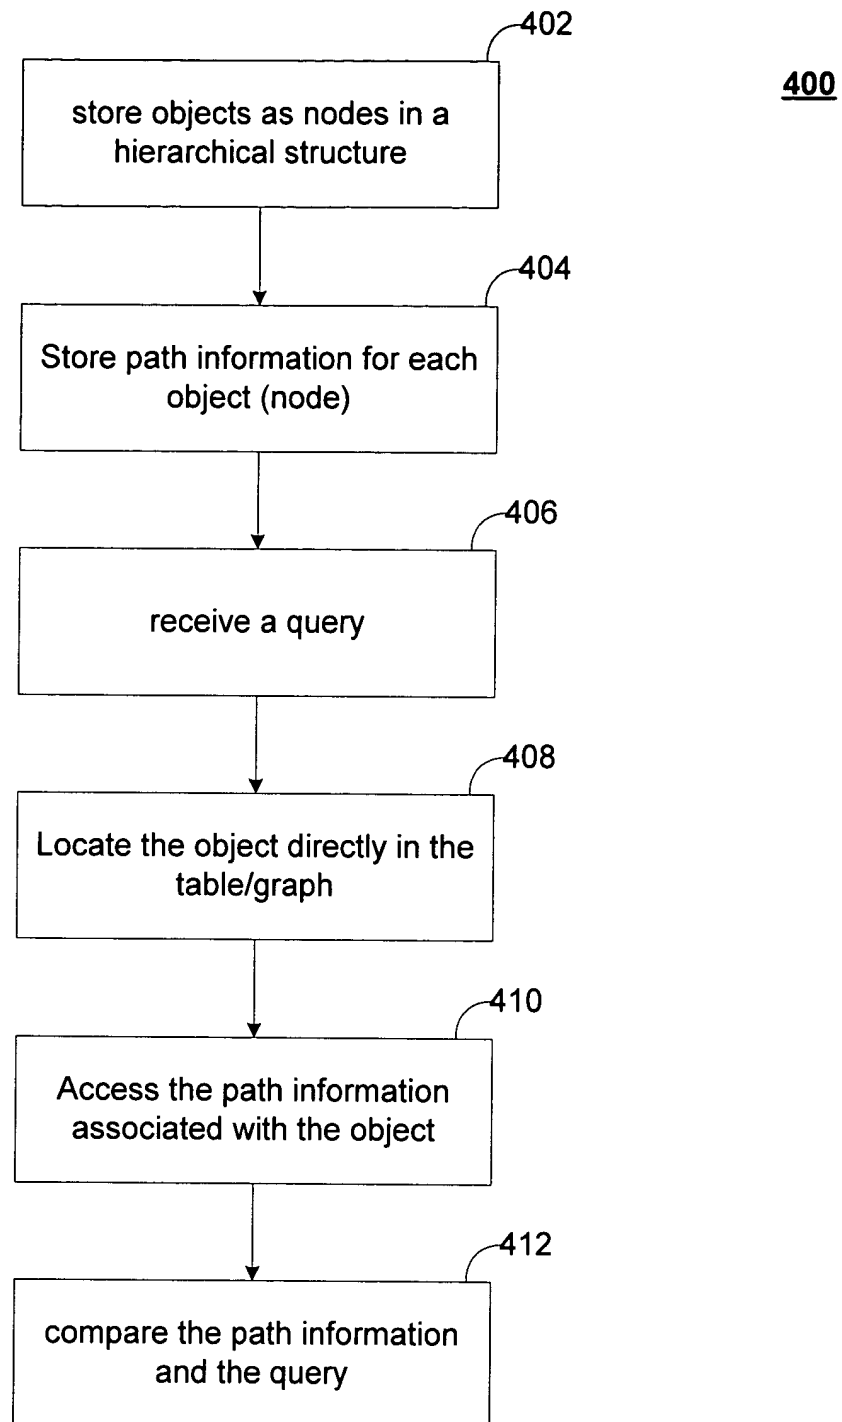 402
400
store objects as nodes in a
hierarchical structure
404
Store path information for each
object (node)
406
receive a query
408
Locate the object directly in the
table/graph
410
Access the path information
associated with the object
412
compare the path information
and the query